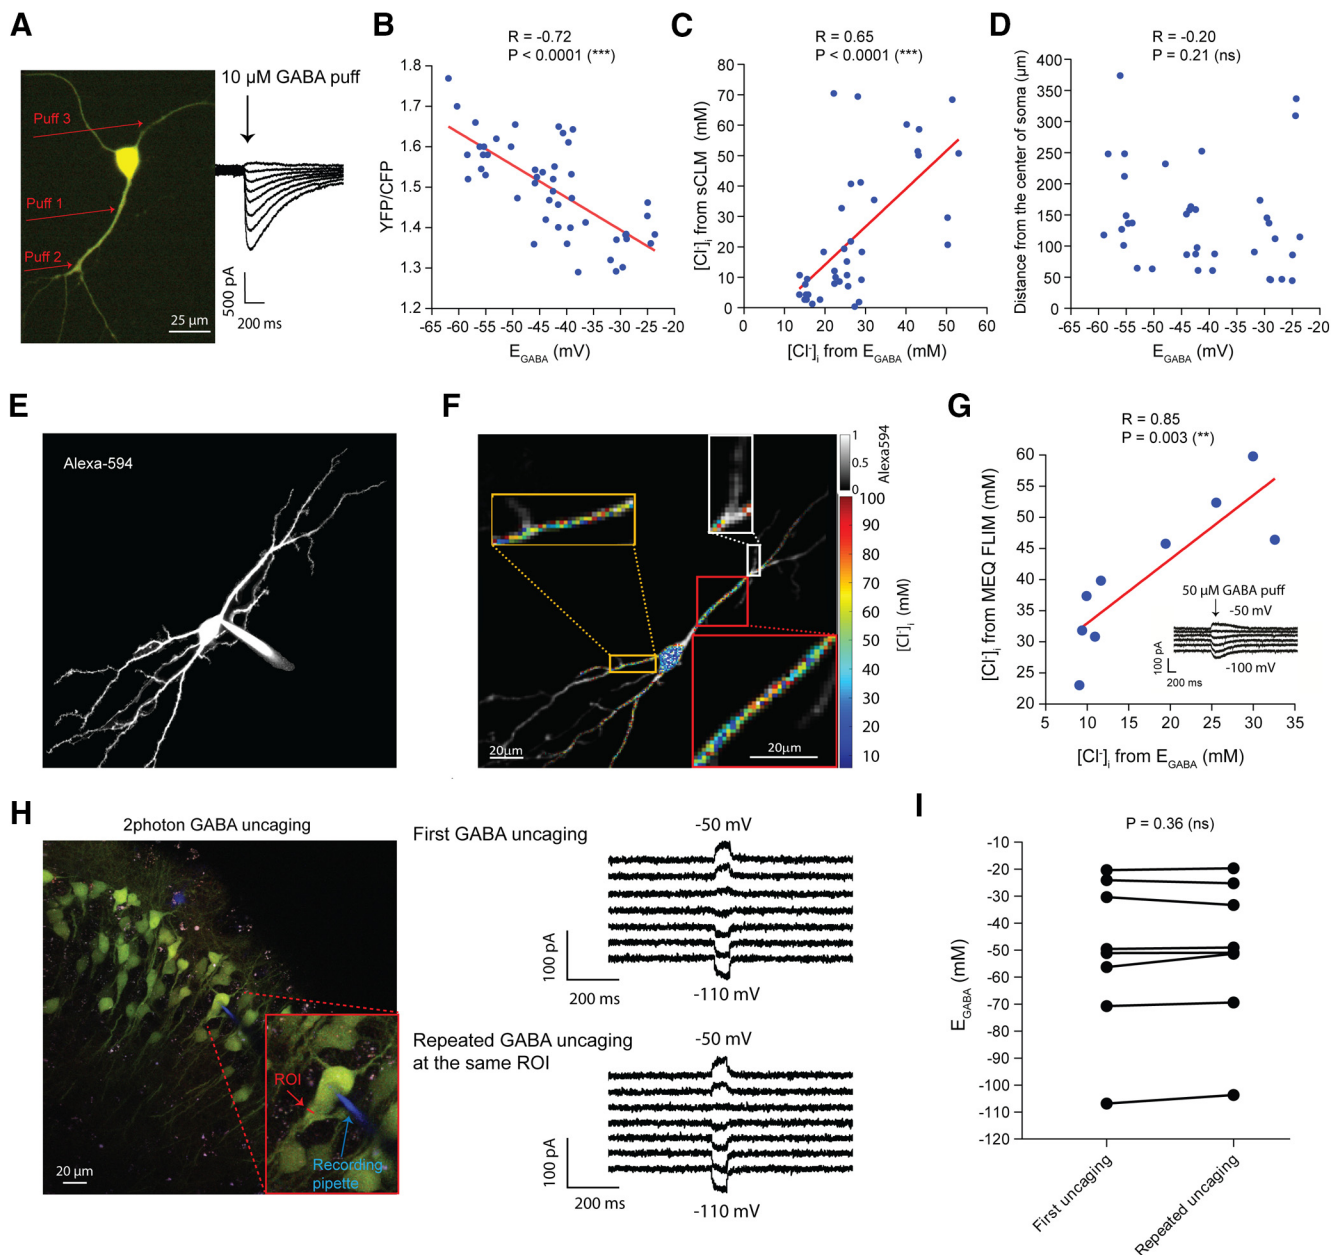 A
10 µM GABA puff
Puff 3
Puff 1
Puff 2
25 µm
500 pA
200 ms
B
R = -0.72
P < 0.0001 (***)
YFP/CFP
1.8
1.7
1.6
1.5
1.4
1.3
1.2
-65 -60 -55 -50 -45 -40 -35 -30 -25 -20
E_GABA (mV)
C
R = 0.65
P < 0.0001 (***)
[Cl-]i from sCLM (mM)
80
70
60
50
40
30
20
10
0
0 10 20 30 40 50 60
[Cl-]i from E_GABA (mM)
D
R = -0.20
P = 0.21 (ns)
Distance from the center of soma (µm)
400
350
300
250
200
150
100
50
0
-65 -60 -55 -50 -45 -40 -35 -30 -25 -20
E_GABA (mV)
E
Alexa-594
F
1
0.5
0
Alexa594
100
90
80
70
60
50
40
30
20
10
[Cl-]i (mM)
20µm
20µm
G
R = 0.85
P = 0.003 (**)
[Cl-]i from MEQ FLIM (mM)
60
55
50
45
40
35
30
25
20
5 10 15 20 25 30 35
[Cl-]i from E_GABA (mM)
50 µM GABA puff
-50 mV
-100 mV
100 pA
200 ms
H
2photon GABA uncaging
ROI
Recording
pipette
20 µm
First GABA uncaging
-50 mV
100 pA
200 ms
-110 mV
Repeated GABA uncaging
at the same ROI
-50 mV
100 pA
200 ms
-110 mV
I
P = 0.36 (ns)
E_GABA (mM)
-10
-20
-30
-40
-50
-60
-70
-80
-90
-100
-110
-120
First uncaging
Repeated uncaging